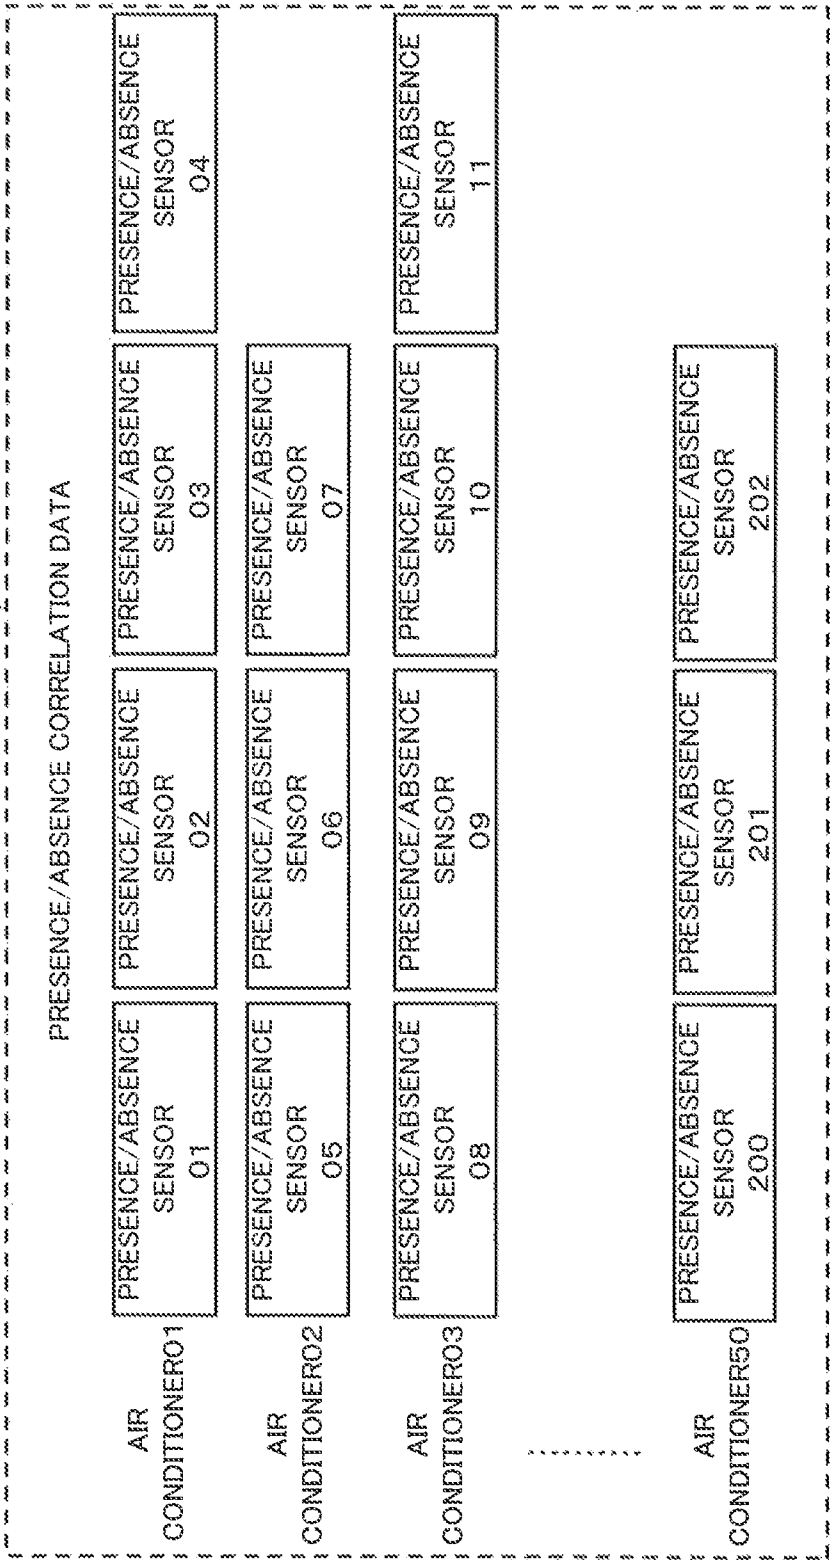 PRESENCE/ABSENCE CORRELATION DATA
AIR
CONDITIONER01
PRESENCE/ABSENCE
SENSOR
01
PRESENCE/ABSENCE
SENSOR
02
PRESENCE/ABSENCE
SENSOR
03
PRESENCE/ABSENCE
SENSOR
04
AIR
CONDITIONER02
PRESENCE/ABSENCE
SENSOR
05
PRESENCE/ABSENCE
SENSOR
06
PRESENCE/ABSENCE
SENSOR
07
AIR
CONDITIONER03
PRESENCE/ABSENCE
SENSOR
08
PRESENCE/ABSENCE
SENSOR
09
PRESENCE/ABSENCE
SENSOR
10
PRESENCE/ABSENCE
SENSOR
11
AIR
CONDITIONER50
PRESENCE/ABSENCE
SENSOR
200
PRESENCE/ABSENCE
SENSOR
201
PRESENCE/ABSENCE
SENSOR
202